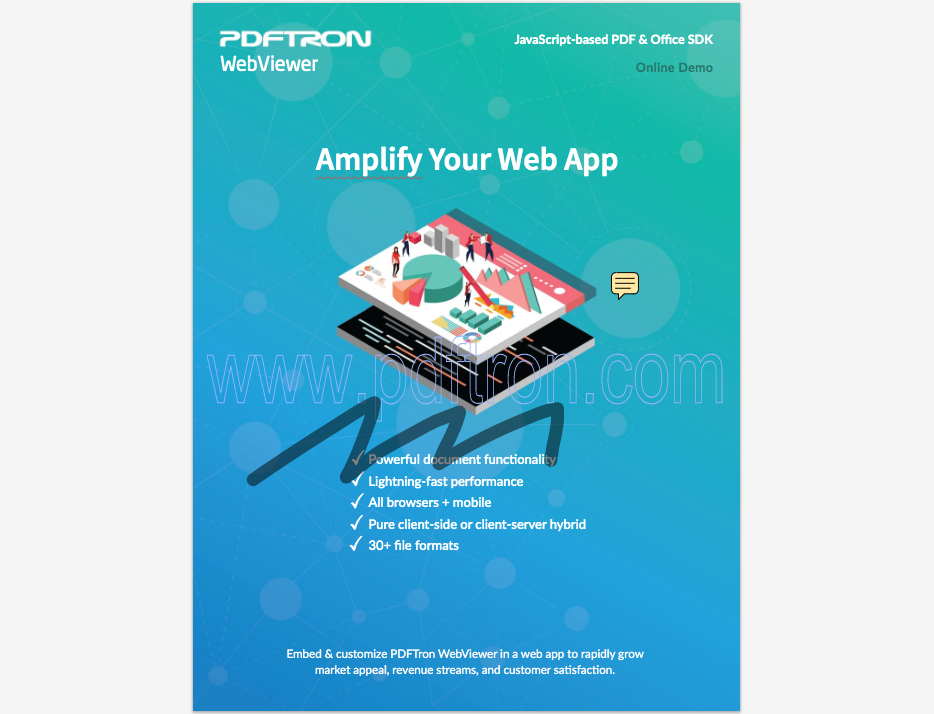 PDFTRON
WebViewer
JavaScript-based PDF & Office SDK
Online Demo
Amplify Your Web App
www.pdftron.com
✓ Powerful document functionality
✓ Lightning-fast performance
✓ All browsers + mobile
✓ Pure client-side or client-server hybrid
✓ 30+ file formats
Embed & customize PDFTron WebViewer in a web app to rapidly grow
market appeal, revenue streams, and customer satisfaction.